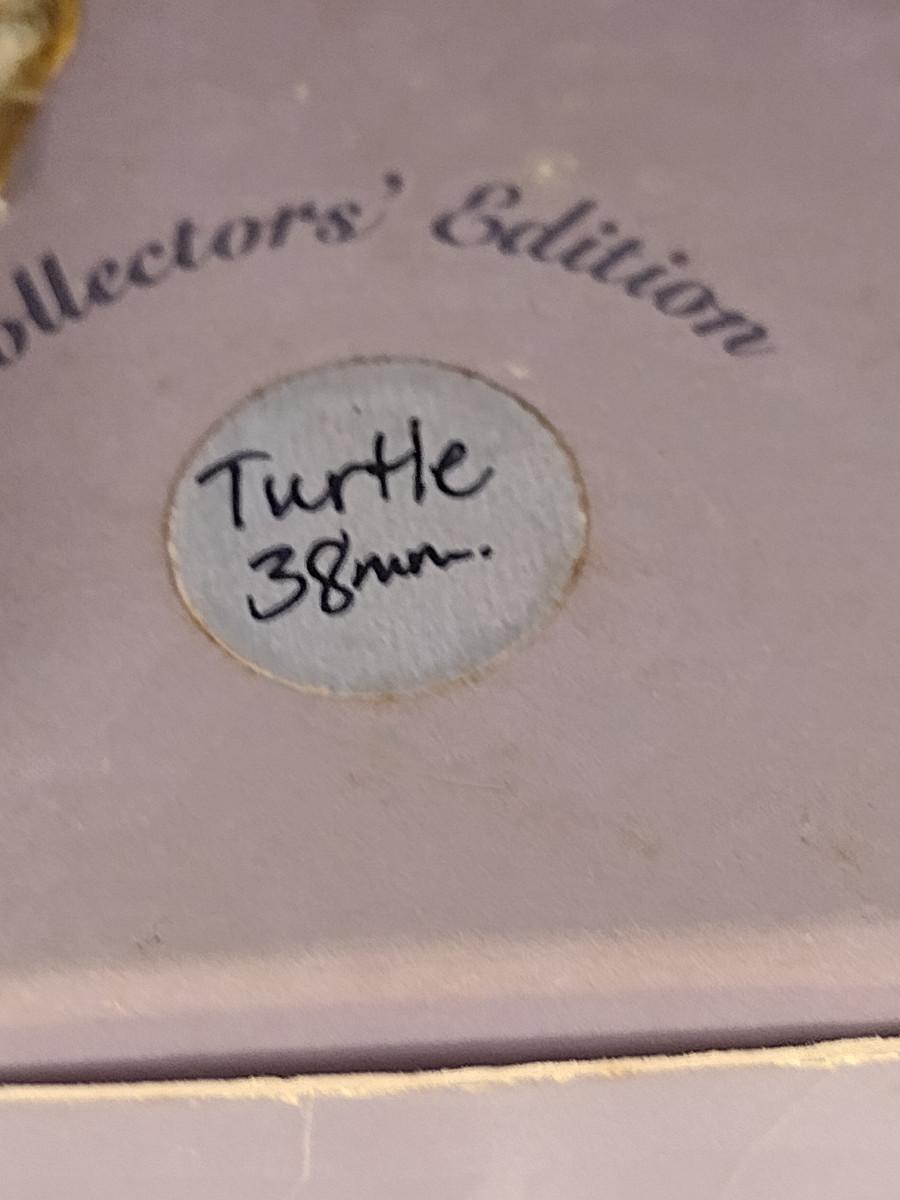 ollectors' Edition
Turtle
38mm.